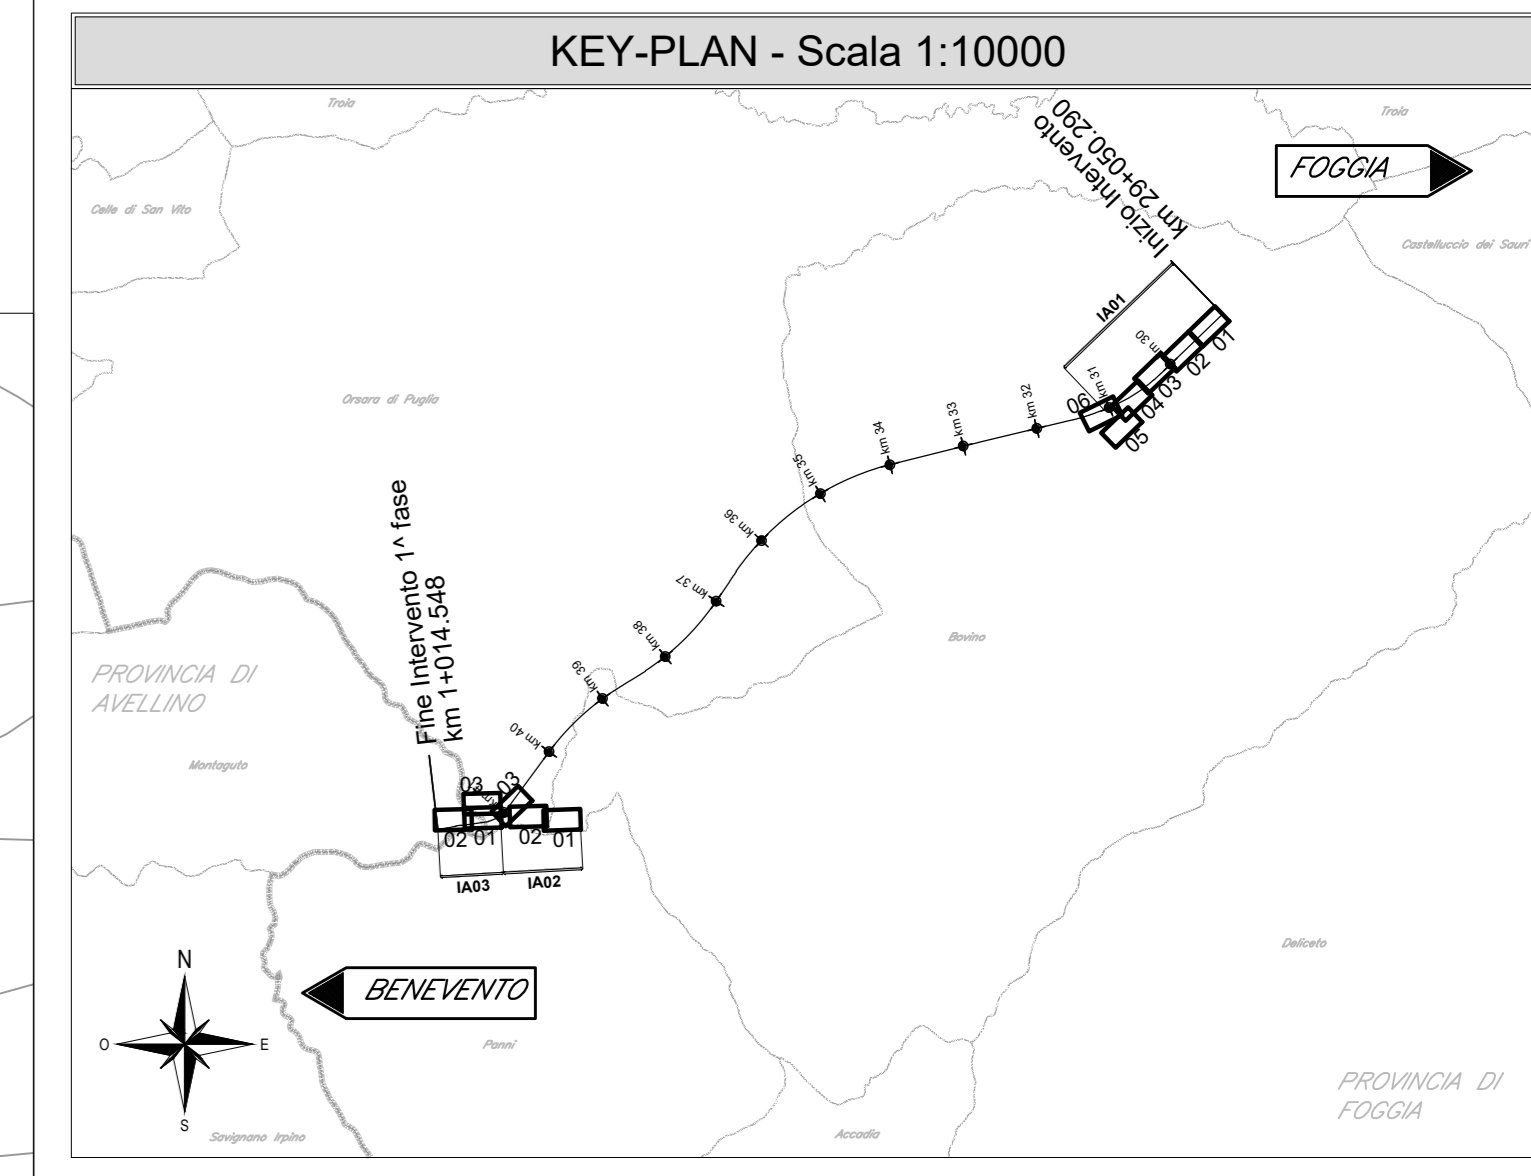 KEY-PLAN - Scala 1:10000
Troia
Troia
Inizio Intervento
km 29+050.290
FOGGIA
Celle di San Vito
Castelluccio dei Sauri
IA01
01
km 30
02
03
km 31
04
06
05
km 32
km 33
km 34
km 35
Orsara di Puglia
km 36
Fine Intervento 1^ fase
km 1+014.548
km 37
km 38
Bovino
PROVINCIA DI
AVELLINO
km 39
km 40
Montaguto
03
03
02
01
02
01
IA03
IA02
Deliceto
N
O
E
S
BENEVENTO
Panni
PROVINCIA DI
FOGGIA
Savignano Irpino
Accadia